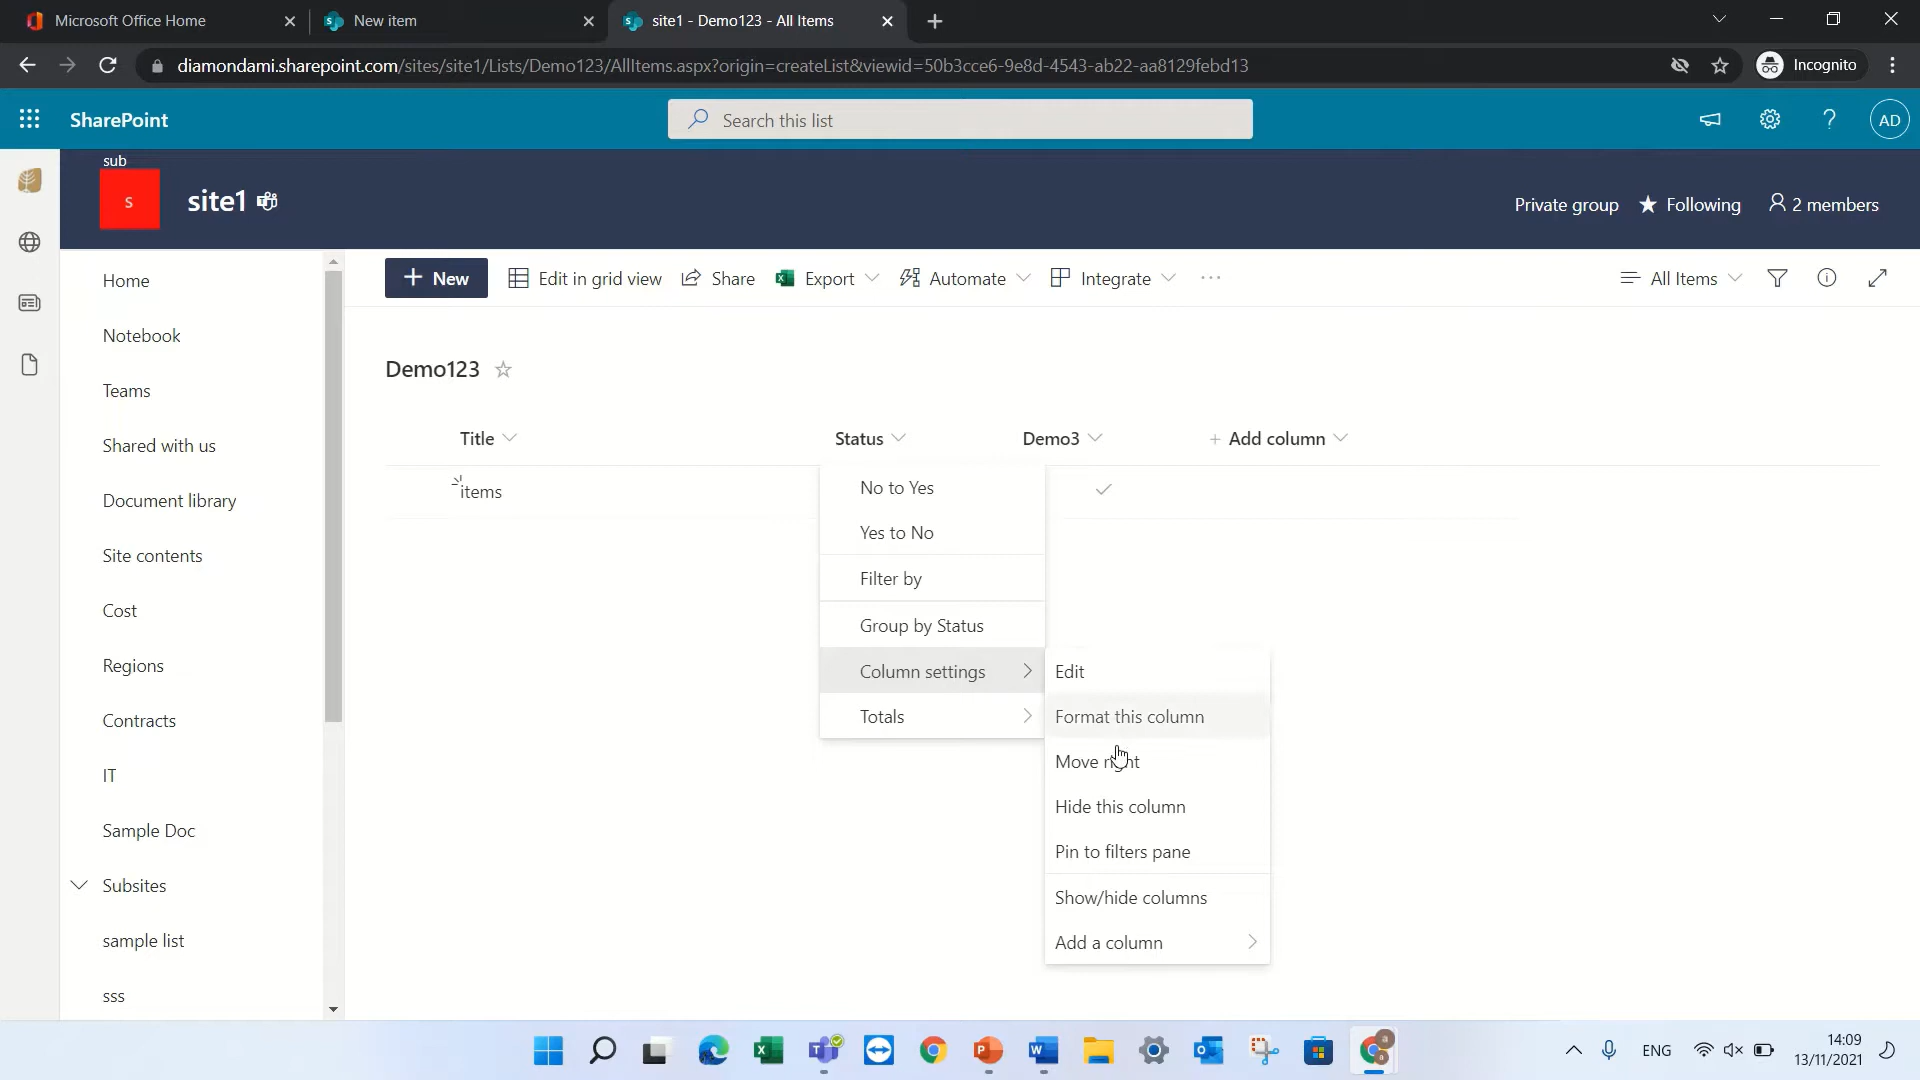 Microsoft Office Home
New item
site1 - Demo123 - All Items
diamondami.sharepoint.com/sites/site1/Lists/Demo123/AllItems.aspx?origin=createList&viewid=50b3cce6-9e8d-4543-ab22-aa8129febd13
Incognito
SharePoint
Search this list
?
AD
sub
S
site1
Private group
Following
2 members
Home
Notebook
Teams
Shared with us
Document library
Site contents
Cost
Regions
Contracts
IT
Sample Doc
Subsites
sample list
sss
+ New
Edit in grid view
Share
Export
Automate
Integrate
...
All Items
Demo123
Title
Status
Demo3
+ Add column
items
No to Yes
Yes to No
Filter by
Group by Status
Column settings
Totals
Edit
Format this column
Move right
Hide this column
Pin to filters pane
Show/hide columns
Add a column
ENG
14:09
13/11/2021